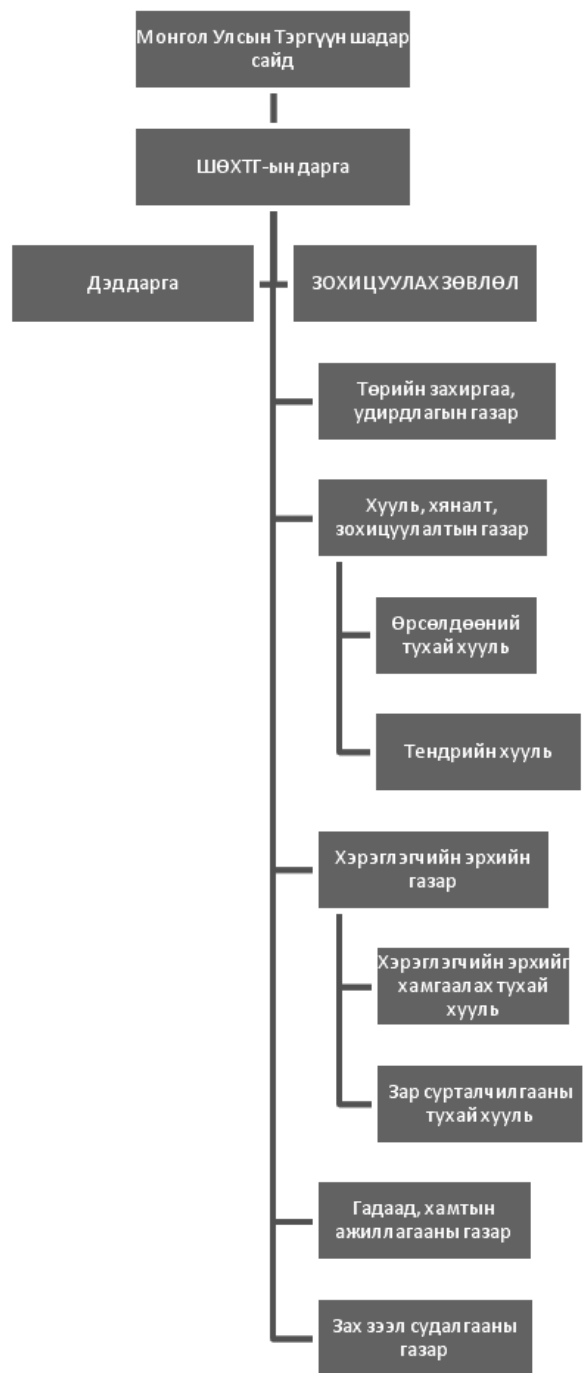 Монгол Улсын Тэргүүн шадар
сайд
ШӨХТГ-ын дарга
Дэд дарга
ЗОХИЦУУЛАХ ЗӨВЛӨЛ
Төрийн захиргаа,
удирдлагын газар
Хууль, хяналт,
зохицуулалтын газар
Өрсөлдөөний
тухай хууль
Тендрийн хууль
Хэрэглэгчийн эрхийн
газар
Хэрэглэгчийн эрхийг
хамгаалах тухай
хууль
Зар сурталчилгааны
тухай хууль
Гадаад, хамтын
ажиллагааны газар
Зах зээл судалгааны
газар